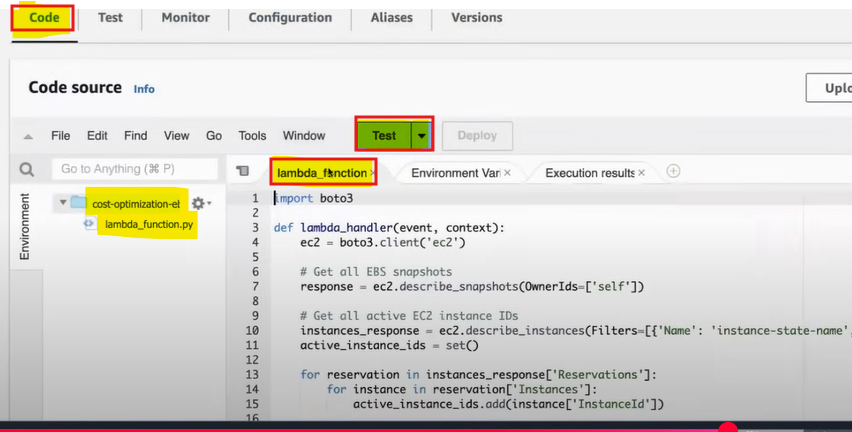 Code Test Monitor Configuration Aliases Versions
Code source Info
File Edit Find View Go Tools Window Test Deploy
Go to Anything (⌘ P)
lambda_function × Environment Vari × Execution results ×
Environment
cost-optimization-eb
lambda_function.py
1 import boto3
2
3 def lambda_handler(event, context):
4 ec2 = boto3.client('ec2')
5
6 # Get all EBS snapshots
7 response = ec2.describe_snapshots(OwnerIds=['self'])
8
9 # Get all active EC2 instance IDs
10 instances_response = ec2.describe_instances(Filters=[{'Name': 'instance-state-name',
11 active_instance_ids = set()
12
13 for reservation in instances_response['Reservations']:
14 for instance in reservation['Instances']:
15 active_instance_ids.add(instance['InstanceId'])
16